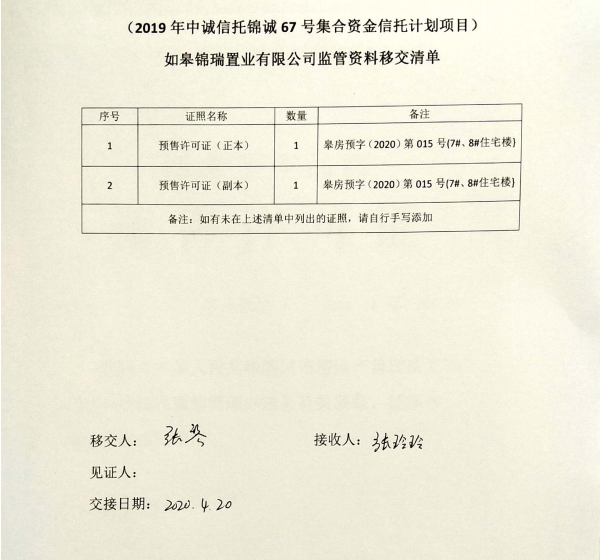 （2019 年中诚信托锦诚 67 号集合资金信托计划项目）
如皋锦瑞置业有限公司监管资料移交清单
序号 证照名称 数量 备注
1 预售许可证（正本） 1 皋房预字（2020）第 015 号{7#、8#住宅楼}
2 预售许可证（副本） 1 皋房预字（2020）第 015 号{7#、8#住宅楼}
备注：如有未在上述清单中列出的证照，请自行手写添加
移交人： 张琴 接收人：张玲玲
见证人：
交接日期：2020.4.20